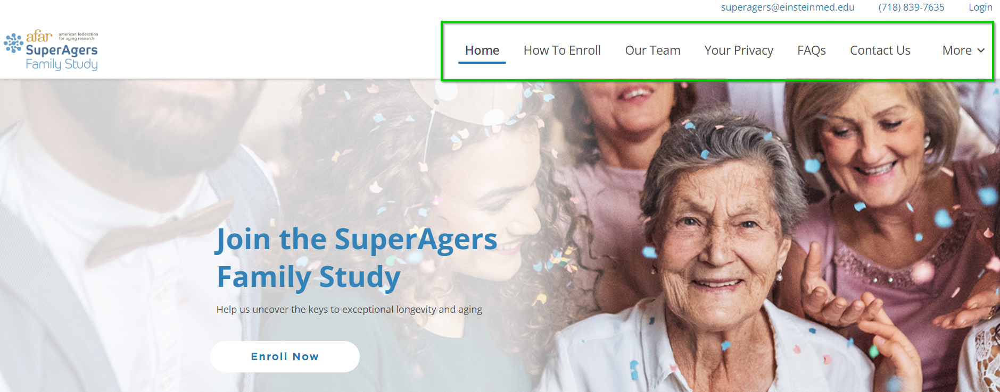 superagers@einsteinmed.edu (718) 839-7635 Login
afar american federation
for aging research
SuperAgers
Family Study
Home How To Enroll Our Team Your Privacy FAQs Contact Us More
Join the SuperAgers
Family Study
Help us uncover the keys to exceptional longevity and aging
Enroll Now